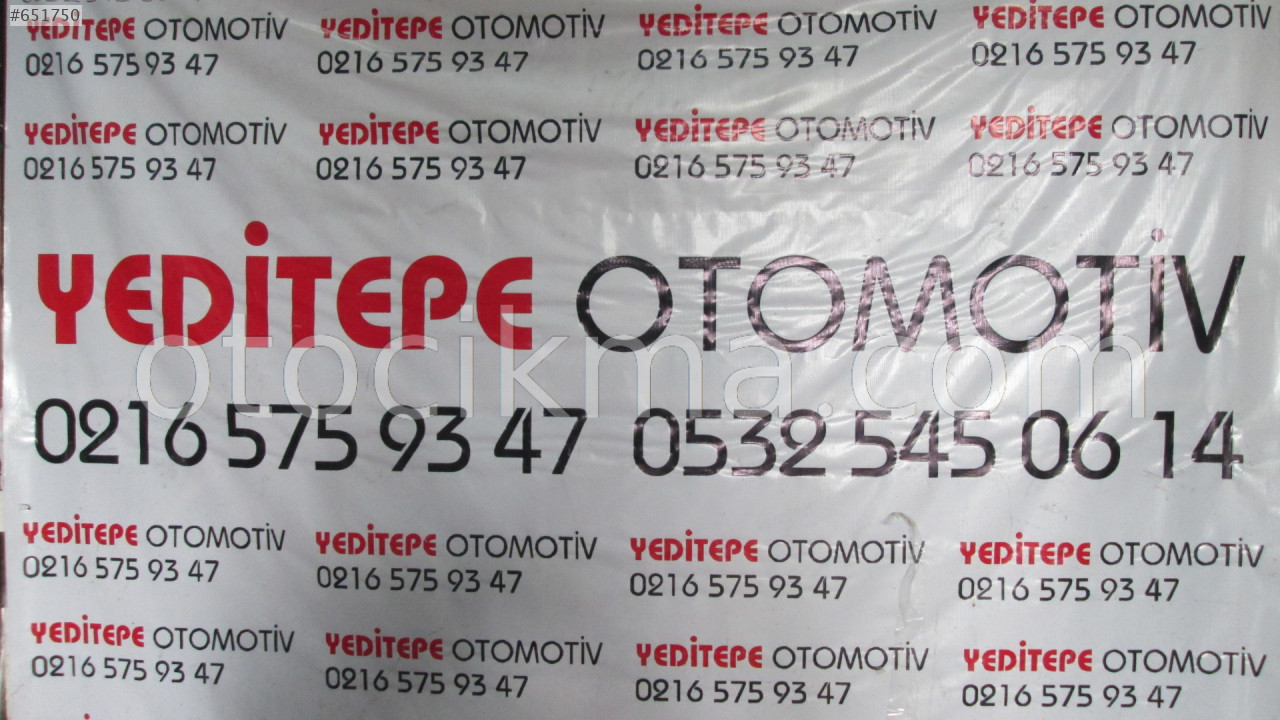 #651750
YEDİTEPE OTOMOTİV YEDİTEPE OTOMOTİV YEDİTEPE OTOMOTİV YEDİTEPE OTOMOTİV
0216 575 93 47 0216 575 93 47 0216 575 93 47 0216 575 93 47
YEDİTEPE OTOMOTİV YEDİTEPE OTOMOTİV YEDİTEPE OTOMOTİV YEDİTEPE OTOMOTİV
0216 575 93 47 0216 575 93 47 0216 575 93 47 0216 575 93 47
YEDİTEPE OTOMOTİV
otocikma.com
0216 575 93 47 0532 545 06 14
YEDİTEPE OTOMOTİV YEDİTEPE OTOMOTİV YEDİTEPE OTOMOTİV YEDİTEPE OTOMOTİV
0216 575 93 47 0216 575 93 47 0216 575 93 47 0216 575 93 47
YEDİTEPE OTOMOTİV YEDİTEPE OTOMOTİV YEDİTEPE OTOMOTİV YEDİTEPE OTOMOTİV
0216 575 93 47 0216 575 93 47 0216 575 93 47 0216 575 93 47